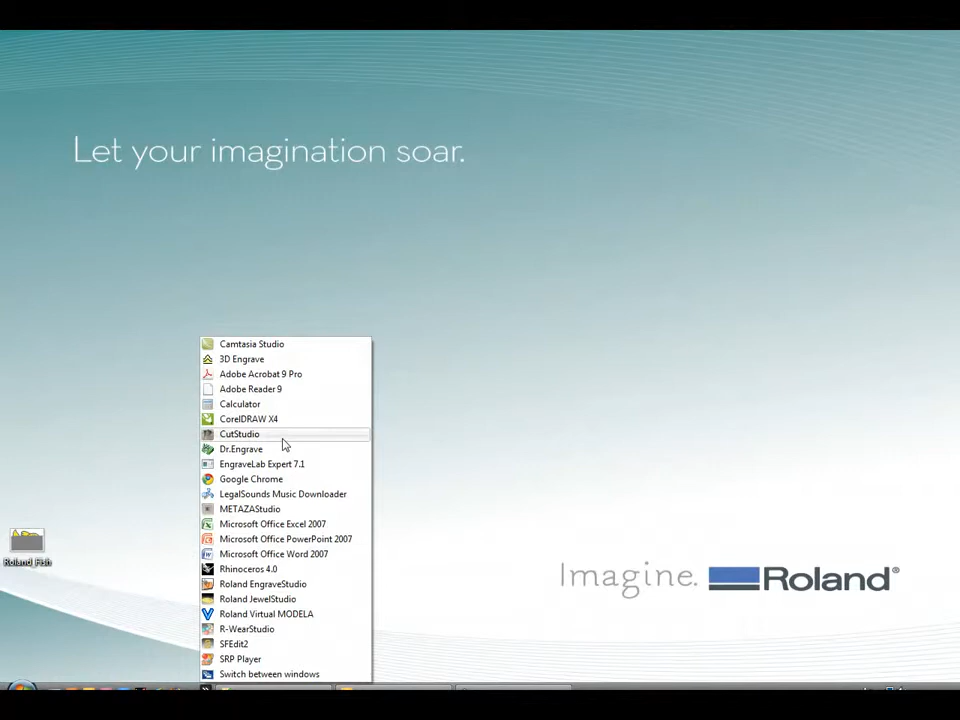 Let your imagination soar.
Camtasia Studio
3D Engrave
Adobe Acrobat 9 Pro
Adobe Reader 9
Calculator
CorelDRAW X4
CutStudio
Dr.Engrave
EngraveLab Expert 7.1
Google Chrome
LegalSounds Music Downloader
METAZAStudio
Microsoft Office Excel 2007
Microsoft Office PowerPoint 2007
Microsoft Office Word 2007
Rhinoceros 4.0
Roland EngraveStudio
Roland JewelStudio
Roland Virtual MODELA
R-WearStudio
SFEdit2
SRP Player
Switch between windows
Roland_Fish
Imagine. Roland®